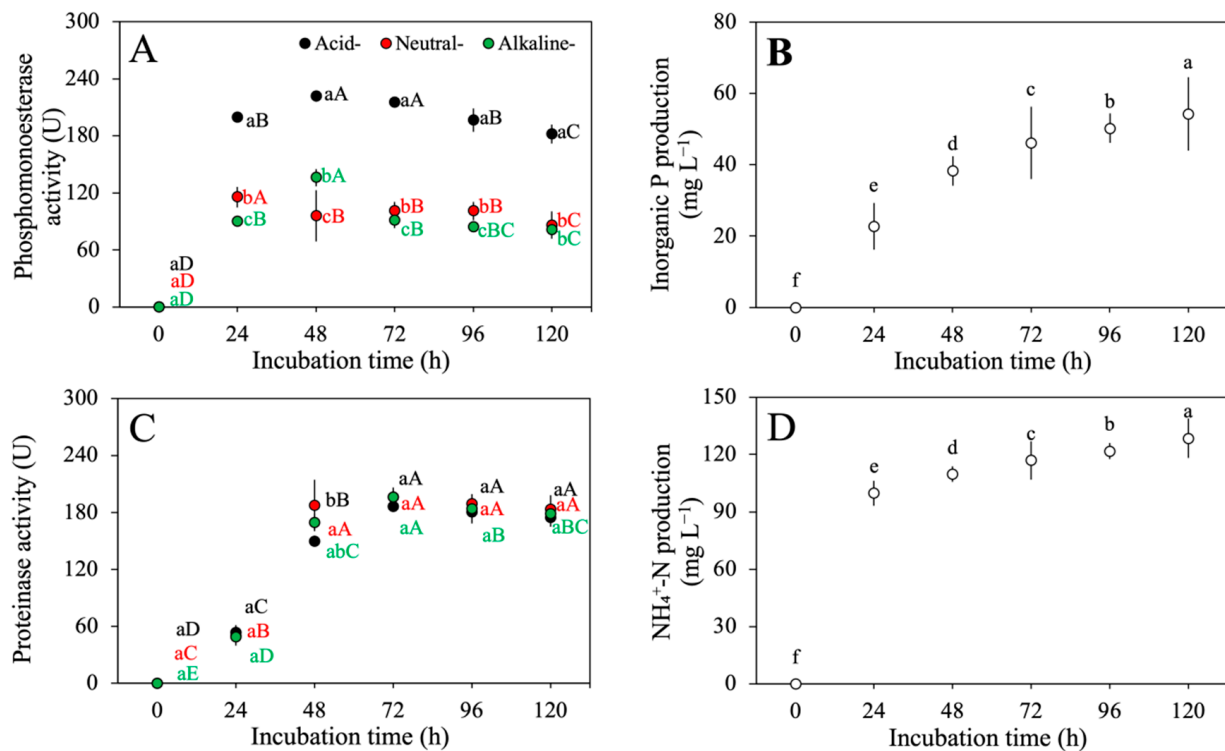 A
Acid- Neutral- Alkaline-
Phosphomonoesterase
activity (U)
300
240
180
120
60
0
aD
aD
aD
aB
bA
cB
aA
bA
cB
aA
bB
cB
aB
bB
cBC
aC
bC
bC
0 24 48 72 96 120
Incubation time (h)
B
Inorganic P production
(mg L⁻¹)
80
60
40
20
0
f
e
d
c
b
a
0 24 48 72 96 120
Incubation time (h)
C
Proteinase activity (U)
300
240
180
120
60
0
aD
aC
aE
aC
aB
aD
bB
aA
abC
aA
aA
aA
aA
aA
aB
aA
aA
aBC
0 24 48 72 96 120
Incubation time (h)
D
NH₄⁺-N production
(mg L⁻¹)
150
120
90
60
30
0
f
e
d
c
b
a
0 24 48 72 96 120
Incubation time (h)